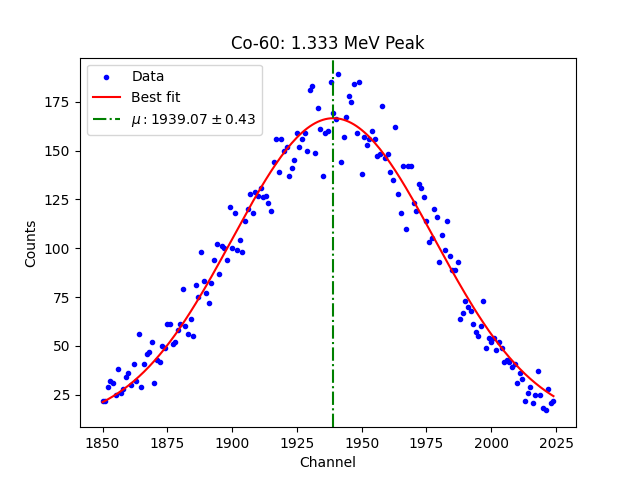 Co-60: 1.333 MeV Peak
Data
Best fit
μ : 1939.07 ± 0.43
Counts
175
150
125
100
75
50
25
1850 1875 1900 1925 1950 1975 2000 2025
Channel